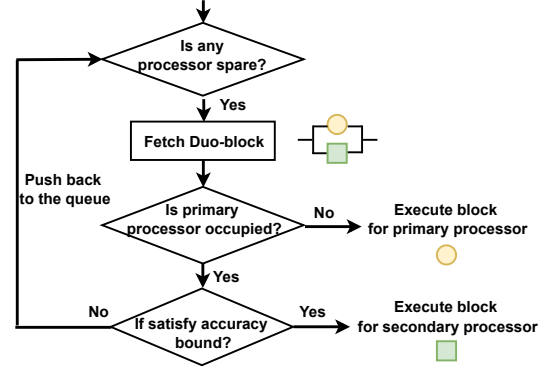 Is any
processor spare?
Yes
Fetch Duo-block
Push back
to the queue
Is primary
processor occupied?
No
Execute block
for primary processor
Yes
No
If satisfy accuracy
bound?
Yes
Execute block
for secondary processor